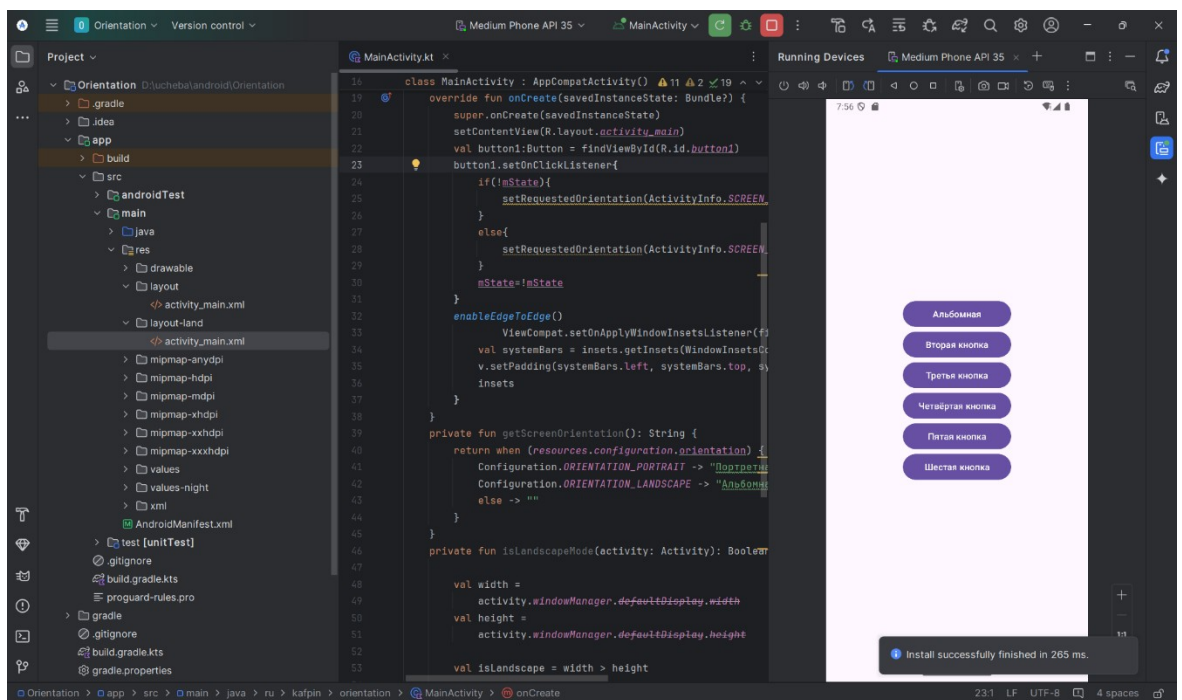 Orientation Version control Medium Phone API 35 MainActivity
Project
Orientation D:\ucheba\android\Orientation
.gradle
.idea
app
build
src
androidTest
main
java
res
drawable
layout
activity_main.xml
layout-land
activity_main.xml
mipmap-anydpi
mipmap-hdpi
mipmap-mdpi
mipmap-xhdpi
mipmap-xxhdpi
mipmap-xxxhdpi
values
values-night
xml
AndroidManifest.xml
test [unitTest]
.gitignore
build.gradle.kts
proguard-rules.pro
gradle
.gitignore
build.gradle.kts
gradle.properties
MainActivity.kt
16 class MainActivity : AppCompatActivity() 11 2 19
19 override fun onCreate(savedInstanceState: Bundle?) {
20 super.onCreate(savedInstanceState)
21 setContentView(R.layout.activity_main)
22 val button1:Button = findViewById(R.id.button1)
23 button1.setOnClickListener{
24 if(!mState){
25 setRequestedOrientation(ActivityInfo.SCREEN_
26 }
27 else{
28 setRequestedOrientation(ActivityInfo.SCREEN_
29 }
30 mState=!mState
31 }
32 enableEdgeToEdge()
33 ViewCompat.setOnApplyWindowInsetsListener(fi
34 val systemBars = insets.getInsets(WindowInsetsCo
35 v.setPadding(systemBars.left, systemBars.top, sy
36 insets
37 }
38 }
39 private fun getScreenOrientation(): String {
40 return when (resources.configuration.orientation) {
41 Configuration.ORIENTATION_PORTRAIT -> "Портретна
42 Configuration.ORIENTATION_LANDSCAPE -> "Альбомна
43 else -> ""
44 }
45 }
46 private fun isLandscapeMode(activity: Activity): Boolean
47
48 val width =
49 activity.windowManager.defaultDisplay.width
50 val height =
51 activity.windowManager.defaultDisplay.height
52
53 val isLandscape = width > height
Running Devices Medium Phone API 35
7:56
Альбомная
Вторая кнопка
Третья кнопка
Четвёртая кнопка
Пятая кнопка
Шестая кнопка
1:1
Install successfully finished in 265 ms.
Orientation > app > src > main > java > ru > kafpin > orientation > MainActivity > onCreate 23:1 LF UTF-8 4 spaces